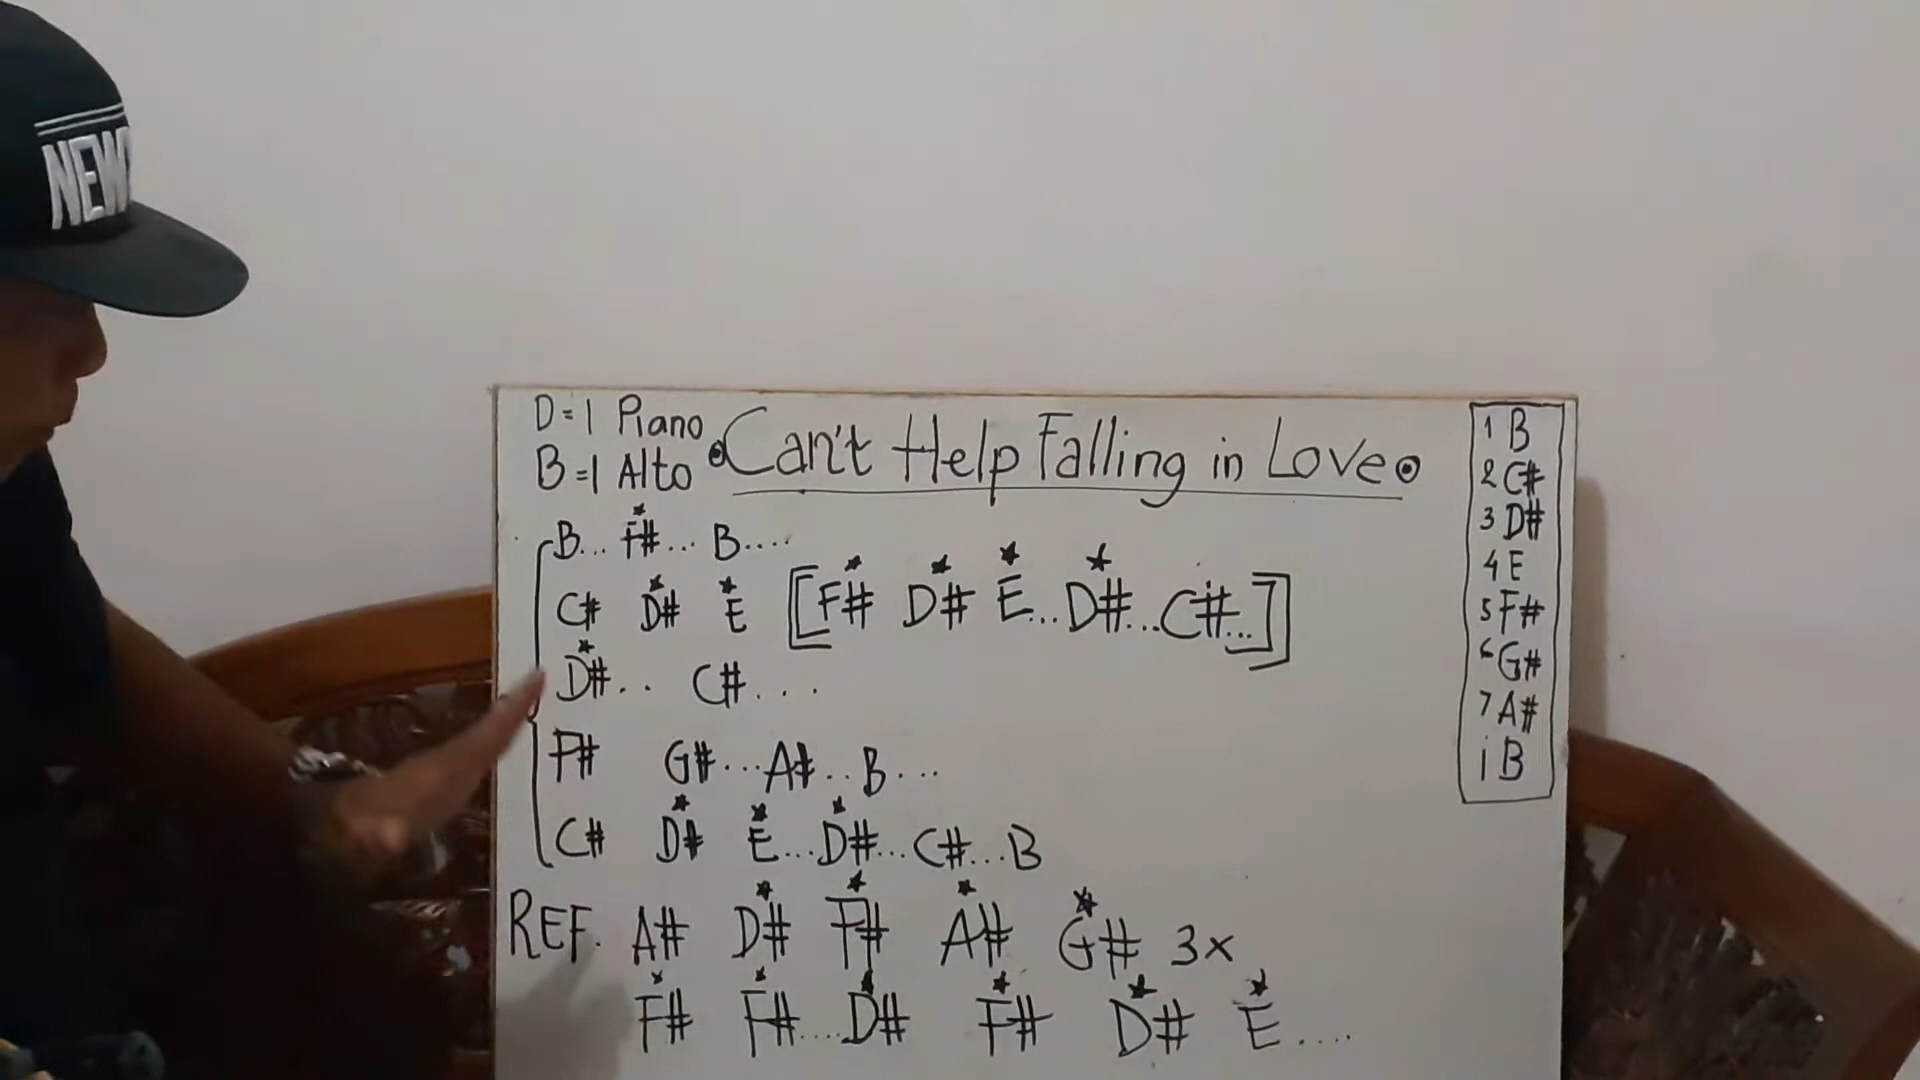 NEW
D=1 Piano
B=1 Alto
Can't Help Falling in Love
B... F#... B....
C# D# E [F# D# E... D#... C#...]
D#.. C#....
F# G#... A#.. B...
C# D# E... D#... C#... B
REF. A# D# F# A# G# 3x
F# F#.... D# F# D# E....
1 B
2 C#
3 D#
4 E
5 F#
6 G#
7 A#
i B